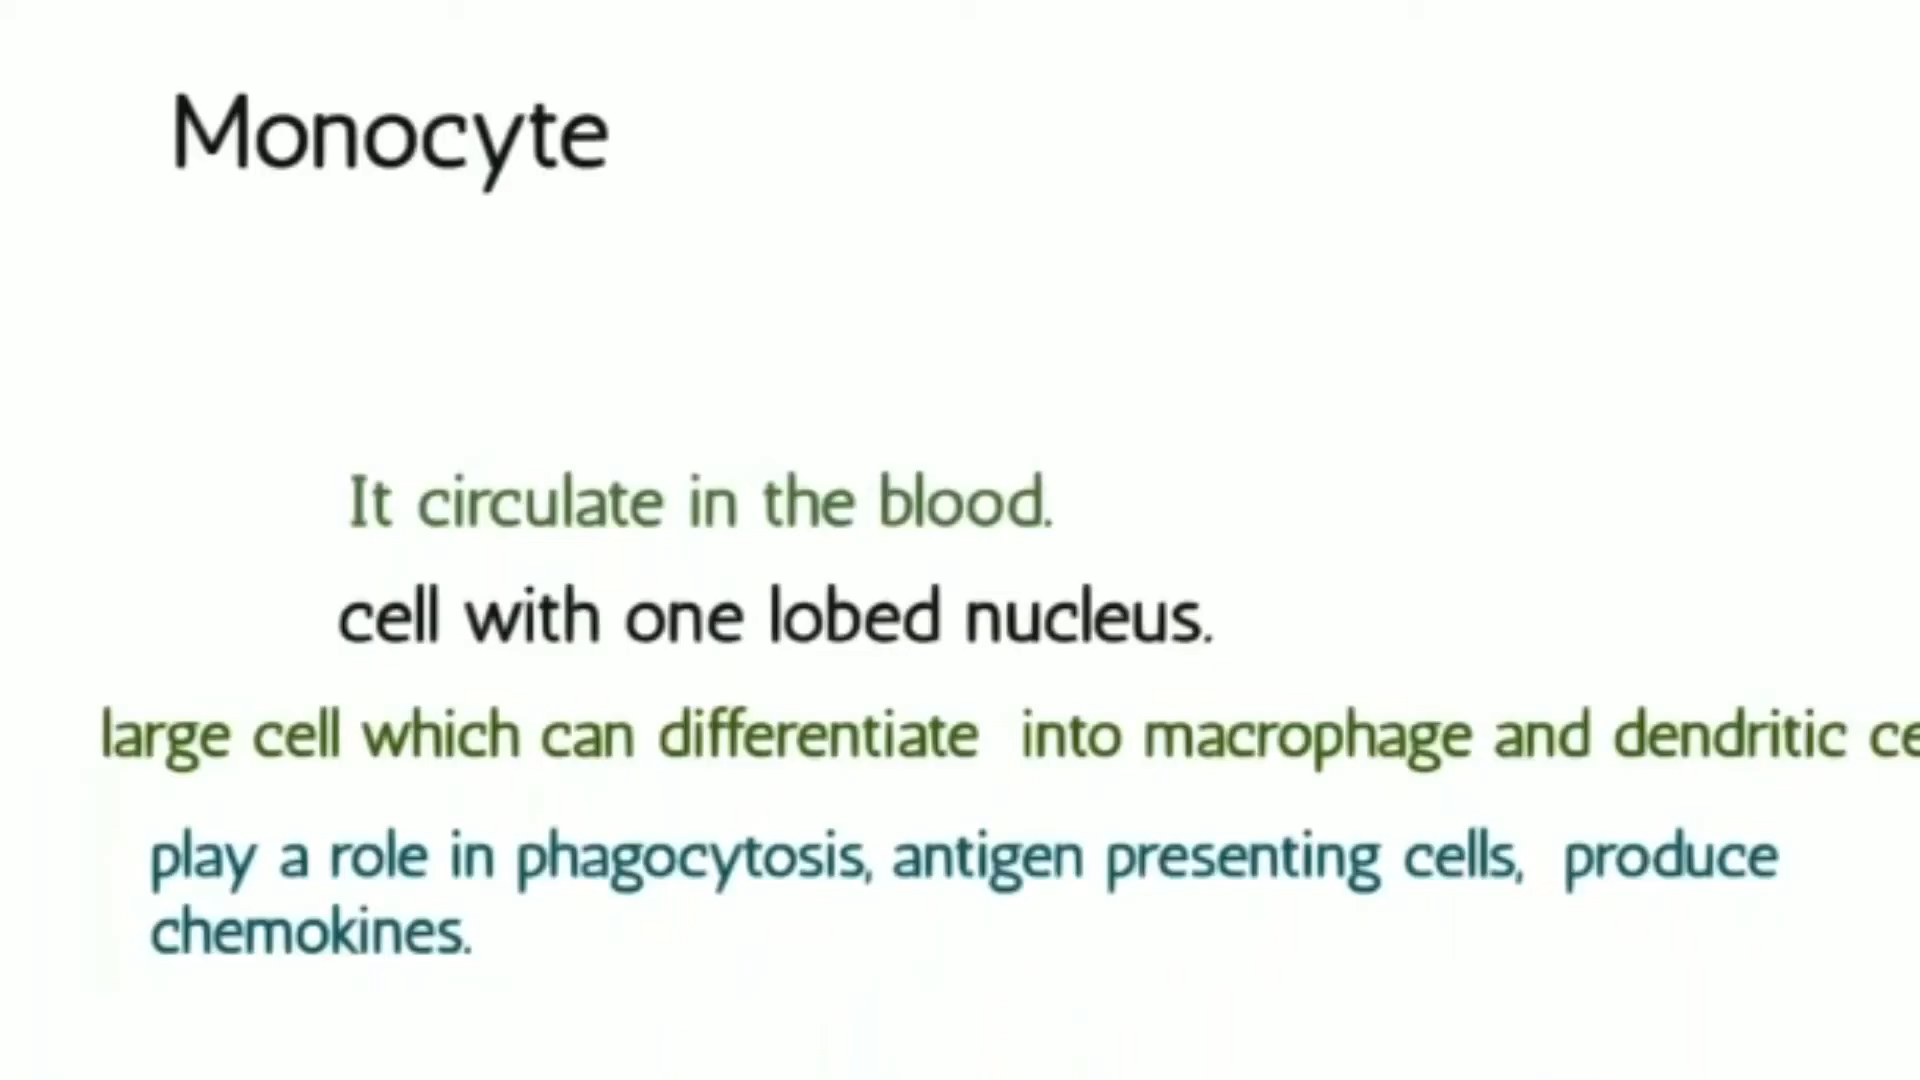 Monocyte
It circulate in the blood.
cell with one lobed nucleus.
large cell which can differentiate into macrophage and dendritic ce
play a role in phagocytosis, antigen presenting cells, produce
chemokines.